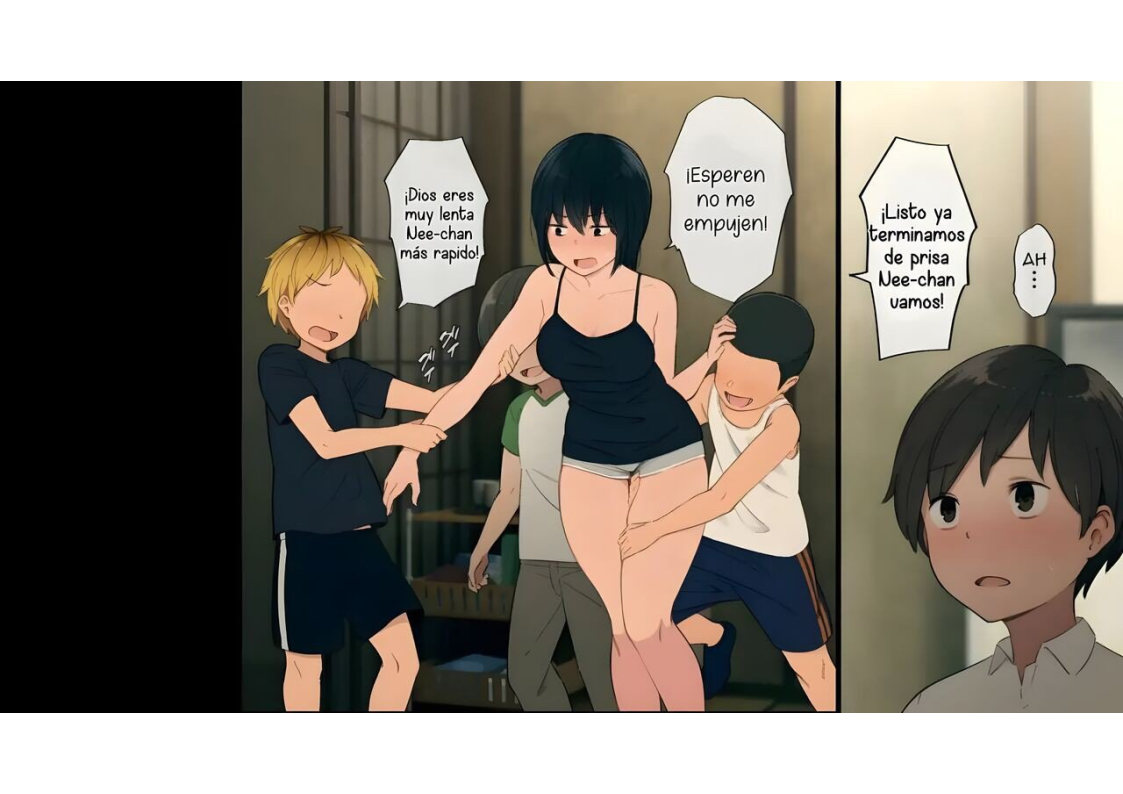 ¡Dios eres
muy lenta
Nee-chan
más rapido!
¡Esperen
no me
empujen!
グイ
グイ
¡Listo ya
terminamos
de prisa
Nee-chan
vamos!
AH
...